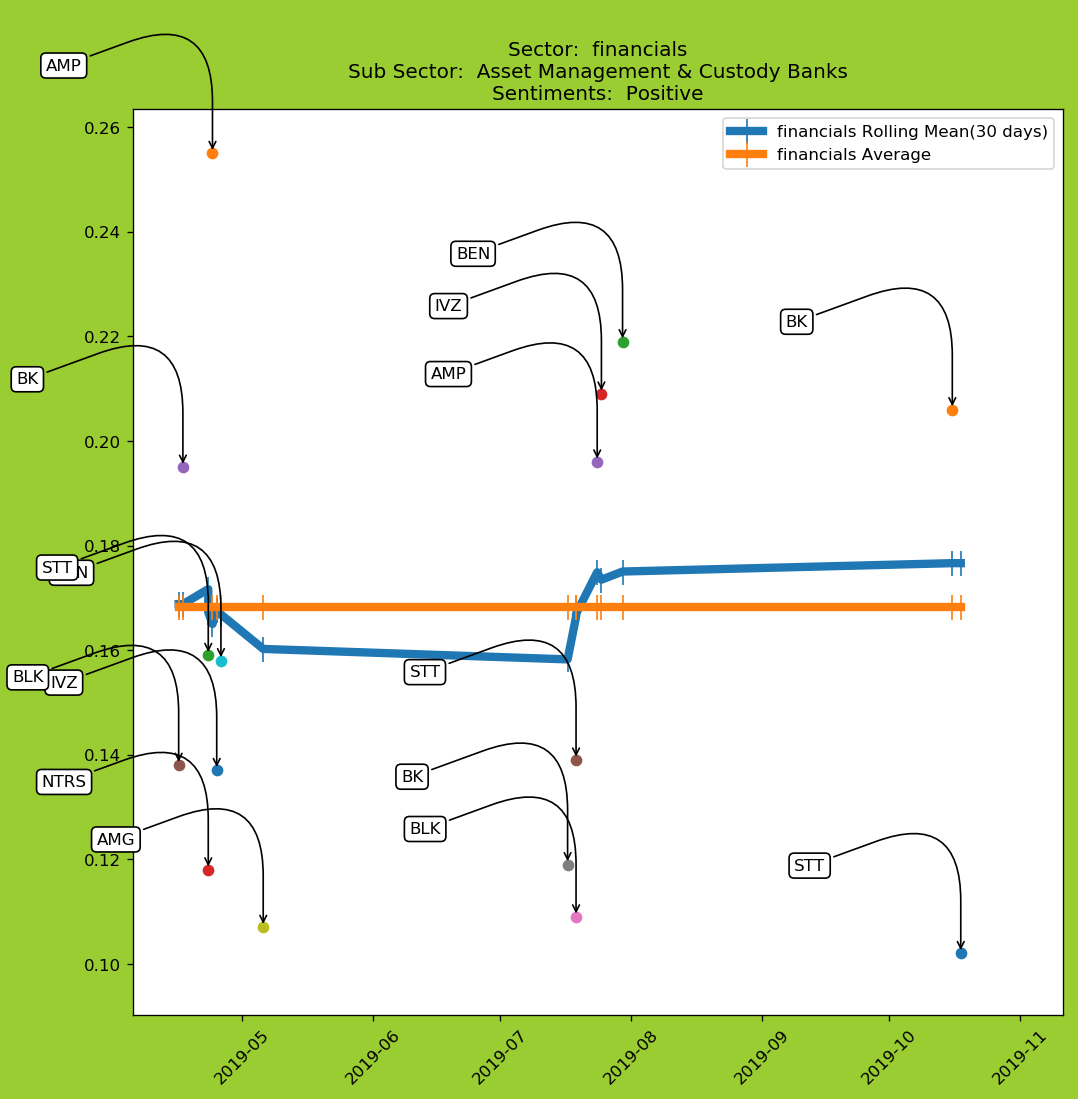 AMP
Sector:  financials
Sub Sector:  Asset Management & Custody Banks
Sentiments:  Positive
financials Rolling Mean(30 days)
financials Average
0.26
0.24
0.22
0.20
0.18
0.16
0.14
0.12
0.10
BEN
IVZ
BK
AMP
BK
STT
N
BLK
IVZ
STT
NTRS
BK
AMG
BLK
STT
2019-05
2019-06
2019-07
2019-08
2019-09
2019-10
2019-11